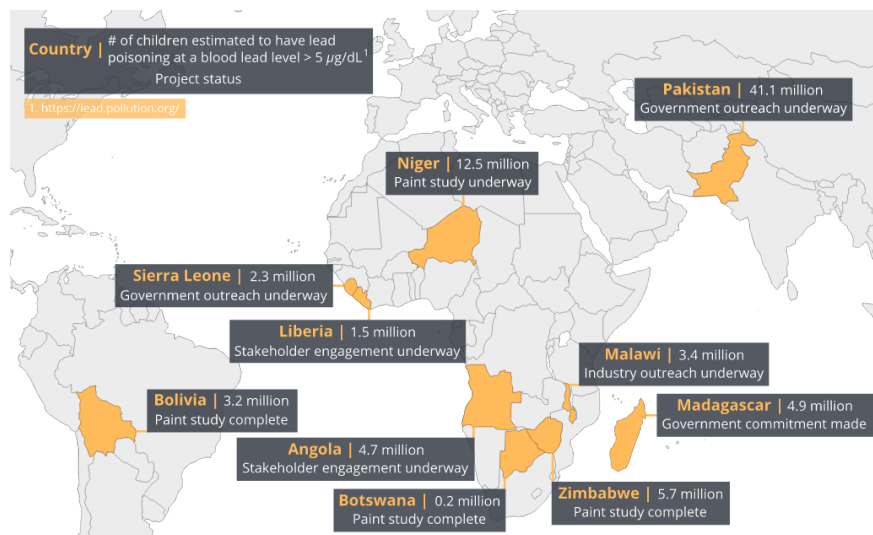 Country | # of children estimated to have lead
poisoning at a blood lead level > 5 µg/dL¹
Project status
1. https://lead.pollution.org/
Pakistan | 41.1 million
Government outreach underway
Niger | 12.5 million
Paint study underway
Sierra Leone | 2.3 million
Government outreach underway
Liberia | 1.5 million
Stakeholder engagement underway
Malawi | 3.4 million
Industry outreach underway
Bolivia | 3.2 million
Paint study complete
Madagascar | 4.9 million
Government commitment made
Angola | 4.7 million
Stakeholder engagement underway
Botswana | 0.2 million
Paint study complete
Zimbabwe | 5.7 million
Paint study complete